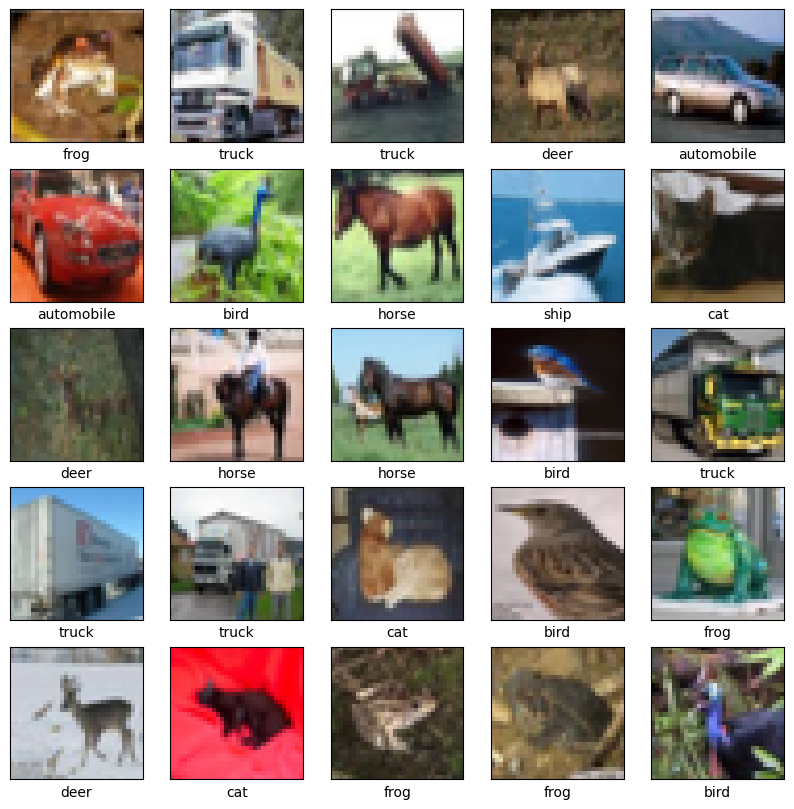 frog truck truck deer automobile
automobile bird horse ship cat
deer horse horse bird truck
truck truck cat bird frog
deer cat frog frog bird